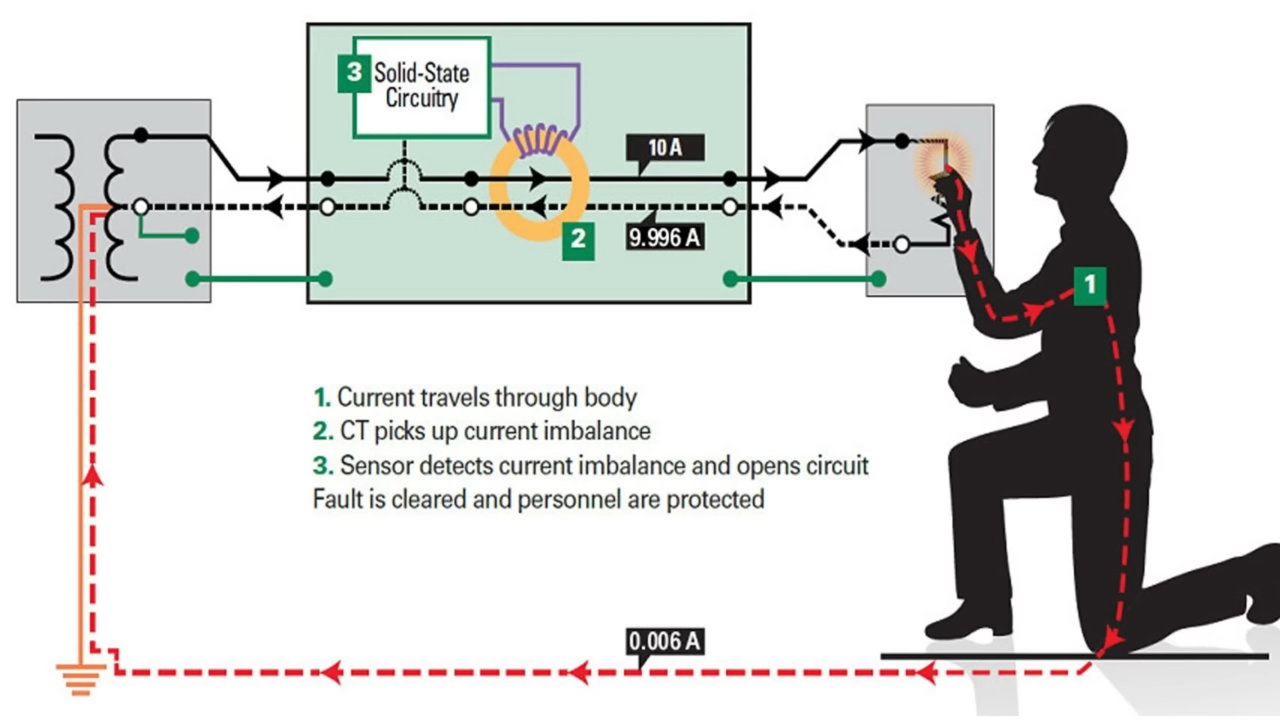 3 Solid-State
Circuitry
10 A
2
9.996 A
1
1. Current travels through body
2. CT picks up current imbalance
3. Sensor detects current imbalance and opens circuit
Fault is cleared and personnel are protected
0.006 A